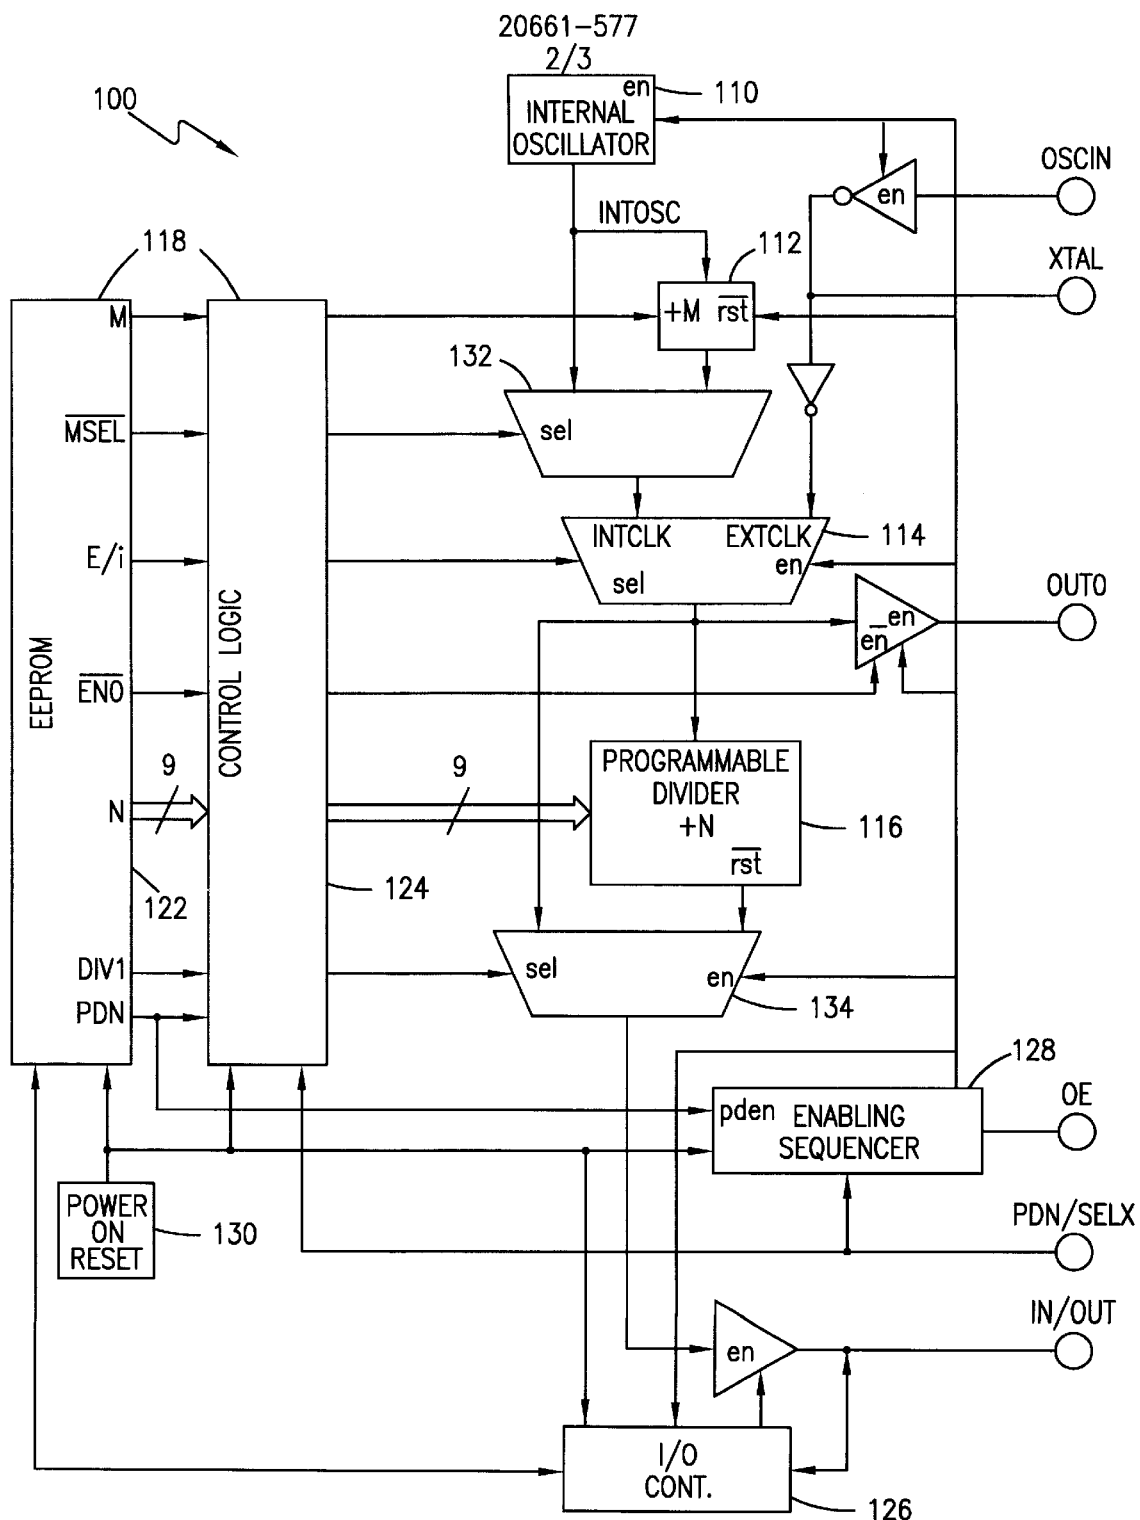 20661-577
2/3
100
en
110
INTERNAL
OSCILLATOR
OSCIN
en
INTOSC
118
112
XTAL
M
+M rst
132
MSEL
sel
INTCLK EXTCLK
114
E/i
sel
en
OUT0
en
en
EEPROM
CONTROL LOGIC
EN0
9
9
PROGRAMMABLE
DIVIDER
+N
N
116
rst
122
124
DIV1
sel
en
134
PDN
128
pden
ENABLING
SEQUENCER
OE
POWER
ON
RESET
130
PDN/SELX
IN/OUT
en
I/O
CONT.
126